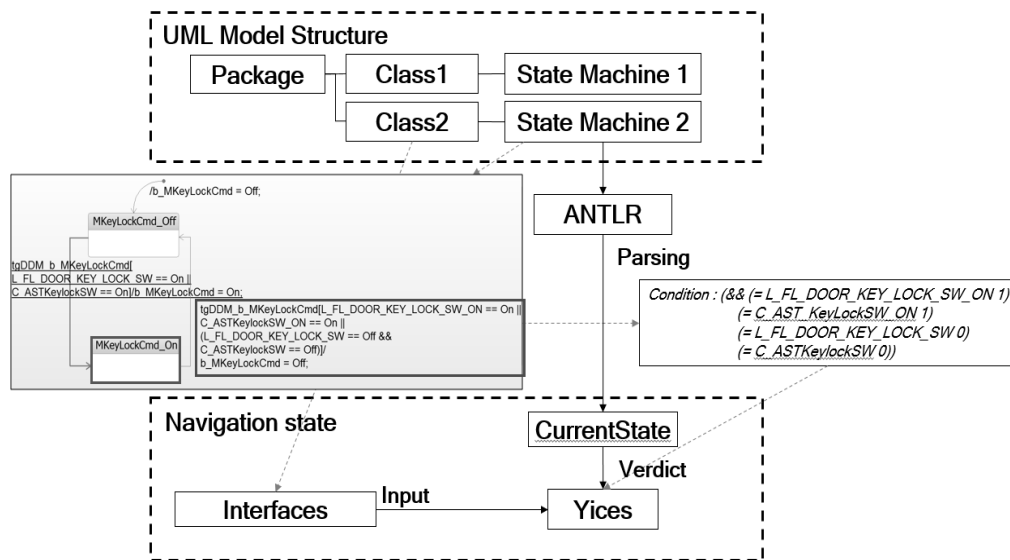 UML Model Structure
Package
Class1
State Machine 1
Class2
State Machine 2
/b_MKeyLockCmd = Off;
MKeyLockCmd_Off
tgDDM_b_MKeyLockCmd[
L_FL_DOOR_KEY_LOCK_SW == On ||
C_ASTKeylockSW == On]/b_MKeyLockCmd = On;
MKeyLockCmd_On
tgDDM_b_MKeyLockCmd[L_FL_DOOR_KEY_LOCK_SW_ON == On ||
C_ASTKeylockSW_ON == On ||
(L_FL_DOOR_KEY_LOCK_SW == Off &&
C_ASTKeylockSW == Off)]/
b_MKeyLockCmd = Off;
ANTLR
Parsing
Condition : (&& (= L_FL_DOOR_KEY_LOCK_SW_ON 1)
(= C_AST_KeyLockSW_ON 1)
(= L_FL_DOOR_KEY_LOCK_SW 0)
(= C_ASTKeylockSW 0))
Navigation state
CurrentState
Verdict
Interfaces
Input
Yices